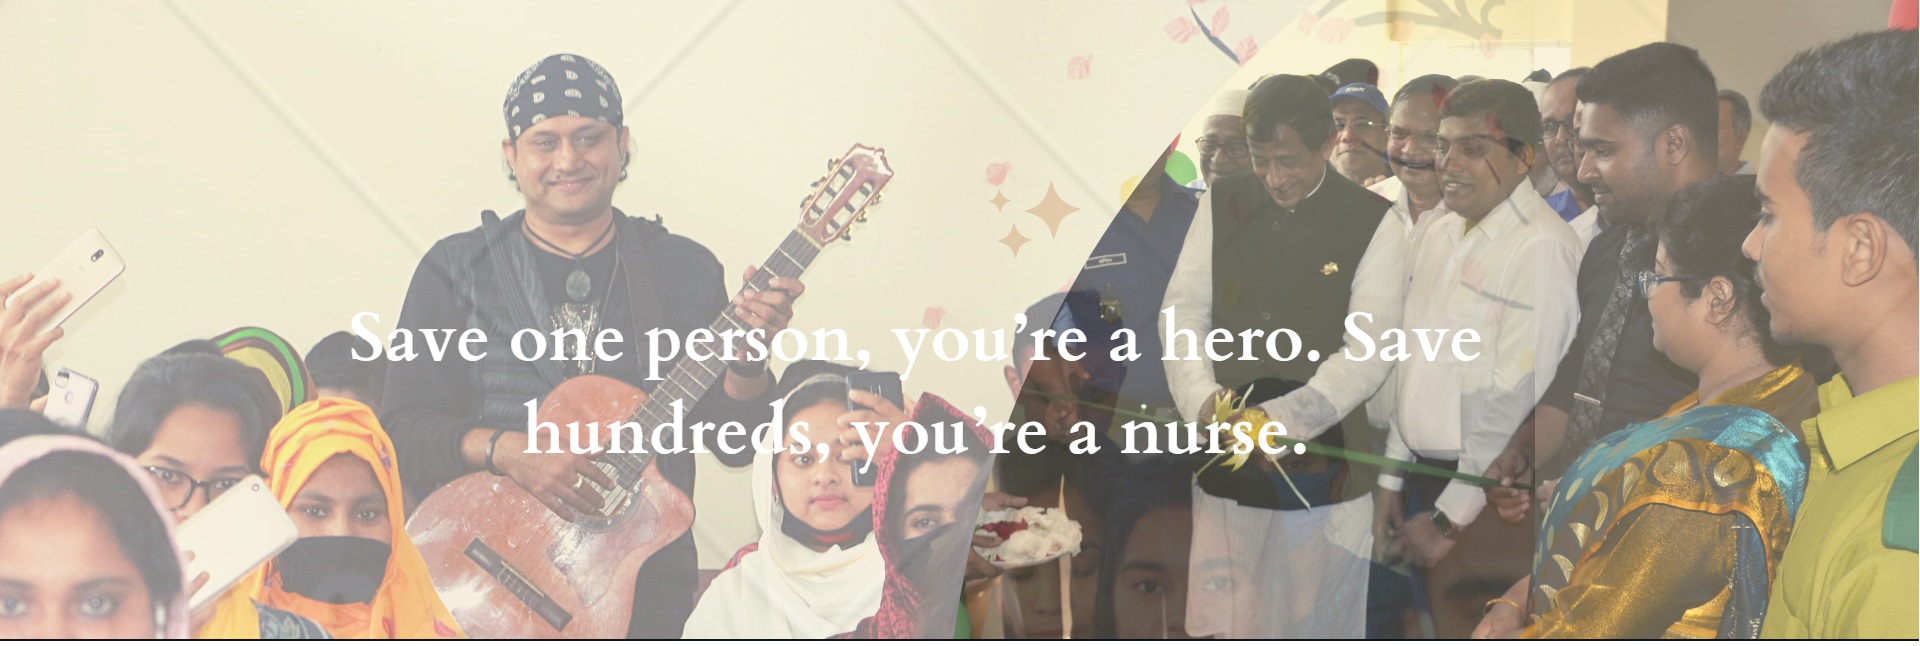 Save one person, you’re a hero. Save
hundreds, you’re a nurse.